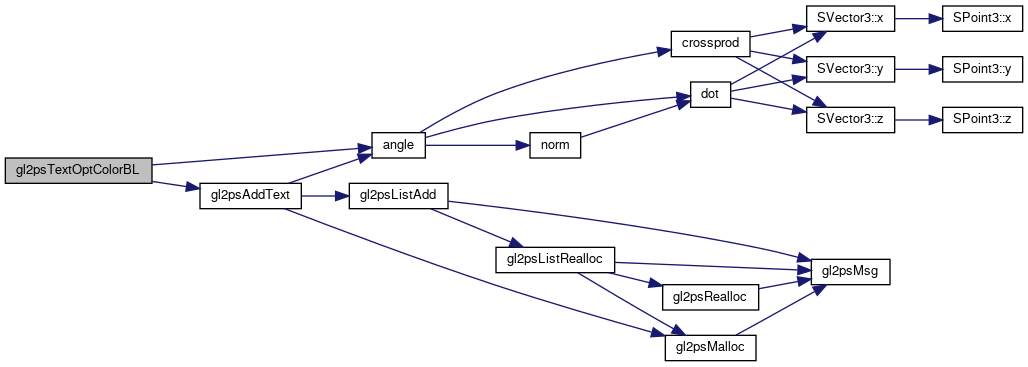 SVector3::x
SPoint3::x
crossprod
SVector3::y
SPoint3::y
dot
SVector3::z
SPoint3::z
angle
norm
gl2psTextOptColorBL
gl2psAddText
gl2psListAdd
gl2psListRealloc
gl2psMsg
gl2psRealloc
gl2psMalloc